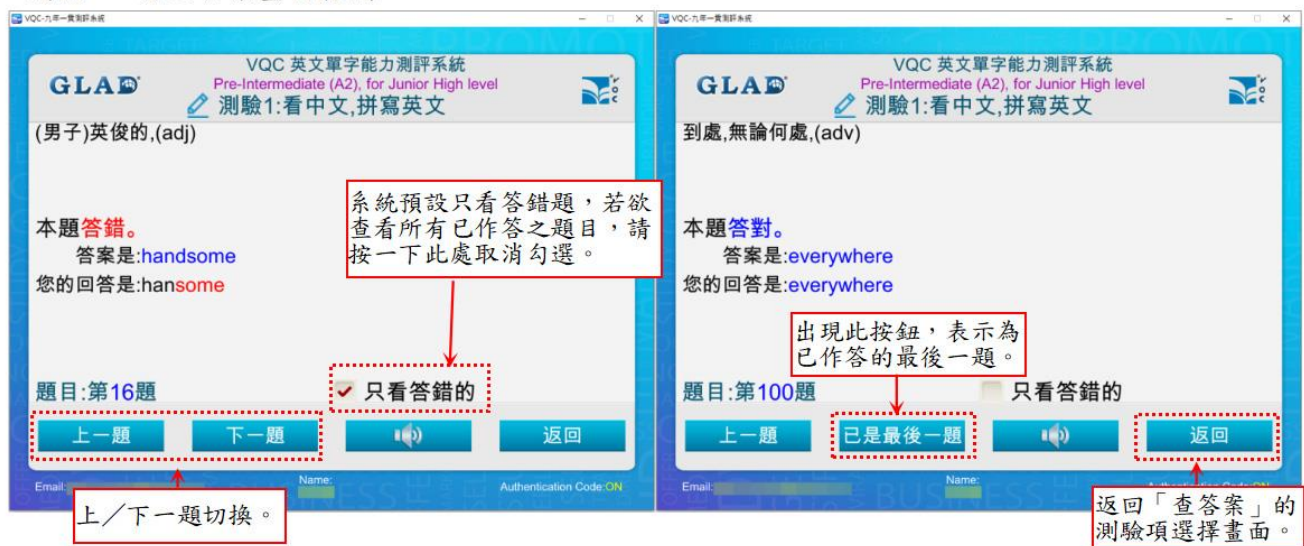 VQC-九年一貫測評系統
GLAD
VQC 英文單字能力測評系統
Pre-Intermediate (A2), for Junior High level
測驗1:看中文,拼寫英文
(男子)英俊的,(adj)
系統預設只看答錯題，若欲
查看所有已作答之題目，請
按一下此處取消勾選。
本題答錯。
答案是:handsome
您的回答是:hansome
題目:第16題
只看答錯的
上一題
下一題
返回
Email:
Name:
Authentication Code:ON
上／下一題切換。
VQC-九年一貫測評系統
GLAD
VQC 英文單字能力測評系統
Pre-Intermediate (A2), for Junior High level
測驗1:看中文,拼寫英文
到處,無論何處,(adv)
本題答對。
答案是:everywhere
您的回答是:everywhere
出現此按鈕，表示為
已作答的最後一題。
題目:第100題
只看答錯的
上一題
已是最後一題
返回
Email:
Name:
返回「查答案」的
測驗項選擇畫面。